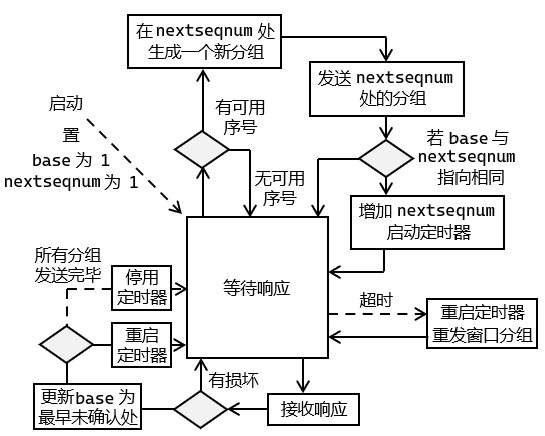 在 nextseqnum 处
生成一个新分组
发送 nextseqnum
处的分组
启动
置
base 为 1
nextseqnum 为 1
有可用
序号
无可用
序号
若 base 与
nextseqnum
指向相同
增加 nextseqnum
启动定时器
所有分组
发送完毕
停用
定时器
等待响应
超时
重启定时器
重发窗口分组
重启
定时器
有损坏
更新base 为
最早未确认处
接收响应